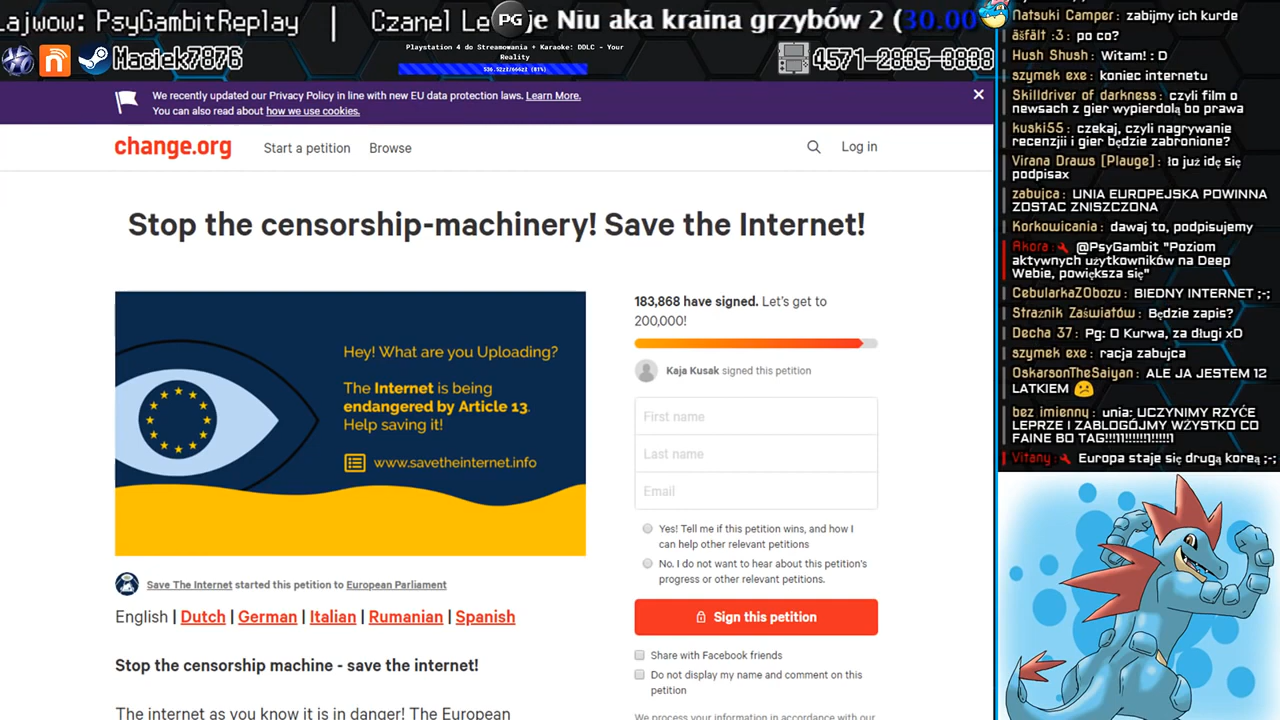 Lajwow: PsyGambitReplay | Czanel Le PG je Niu aka kraina grzybów 2 (30.00
Maciek7876
Playstation 4 do Streamowania + Karaoke: DDLC - Your
Reality
4571-2835-3838
We recently updated our Privacy Policy in line with new EU data protection laws. Learn More.
You can also read about how we use cookies.
change.org
Start a petition
Browse
Log in
Stop the censorship-machinery! Save the Internet!
Hey! What are you Uploading?
The Internet is being
endangered by Article 13.
Help saving it!
www.savetheinternet.info
183,868 have signed. Let's get to
200,000!
Kaja Kusak signed this petition
First name
Last name
Email
Yes! Tell me if this petition wins, and how I
can help other relevant petitions
No. I do not want to hear about this petition's
progress or other relevant petitions.
Sign this petition
Share with Facebook friends
Do not display my name and comment on this
petition
We process your information in accordance with our
Save The Internet started this petition to European Parliament
English | Dutch | German | Italian | Rumanian | Spanish
Stop the censorship machine - save the internet!
The internet as you know it is in danger! The European
Natsuki Camper: zabijmy ich kurde
āšfālt :3: po co?
Hush Shush: Witam! : D
szymek exe: koniec internetu
Skilldriver of darkness: czyli film o
newsach z gier wypierdolą bo prawa
kuski55: czekaj, czyli nagrywanie
recenzjii i gier będzie zabronione?
Virana Draws [Plauge]: ło już idę się
podpisax
zabujca: UNIA EUROPEJSKA POWINNA
ZOSTAC ZNISZCZONA
Korkowicania: dawaj to, podpisujemy
Akora: @PsyGambit "Poziom
aktywnych użytkowników na Deep
Webie, powiększa się"
CebularkaZObozu: BIEDNY INTERNET ;-;
Strażnik Zaświatów: Będzie zapis?
Decha 37: Pg: O Kurwa, za długi xD
szymek exe: racja zabujca
OskarsonTheSaiyan: ALE JA JESTEM 12
LATKIEM
bez imienny: unia: UCZYNIMY RZYĆE
LEPRZE I ZABLOGÓJMY WŻYSTKO CO
FAINE BO TAG!!!11!!!!!!1!!!!!1
Vitany: Europa staje się drugą koreą ;-;